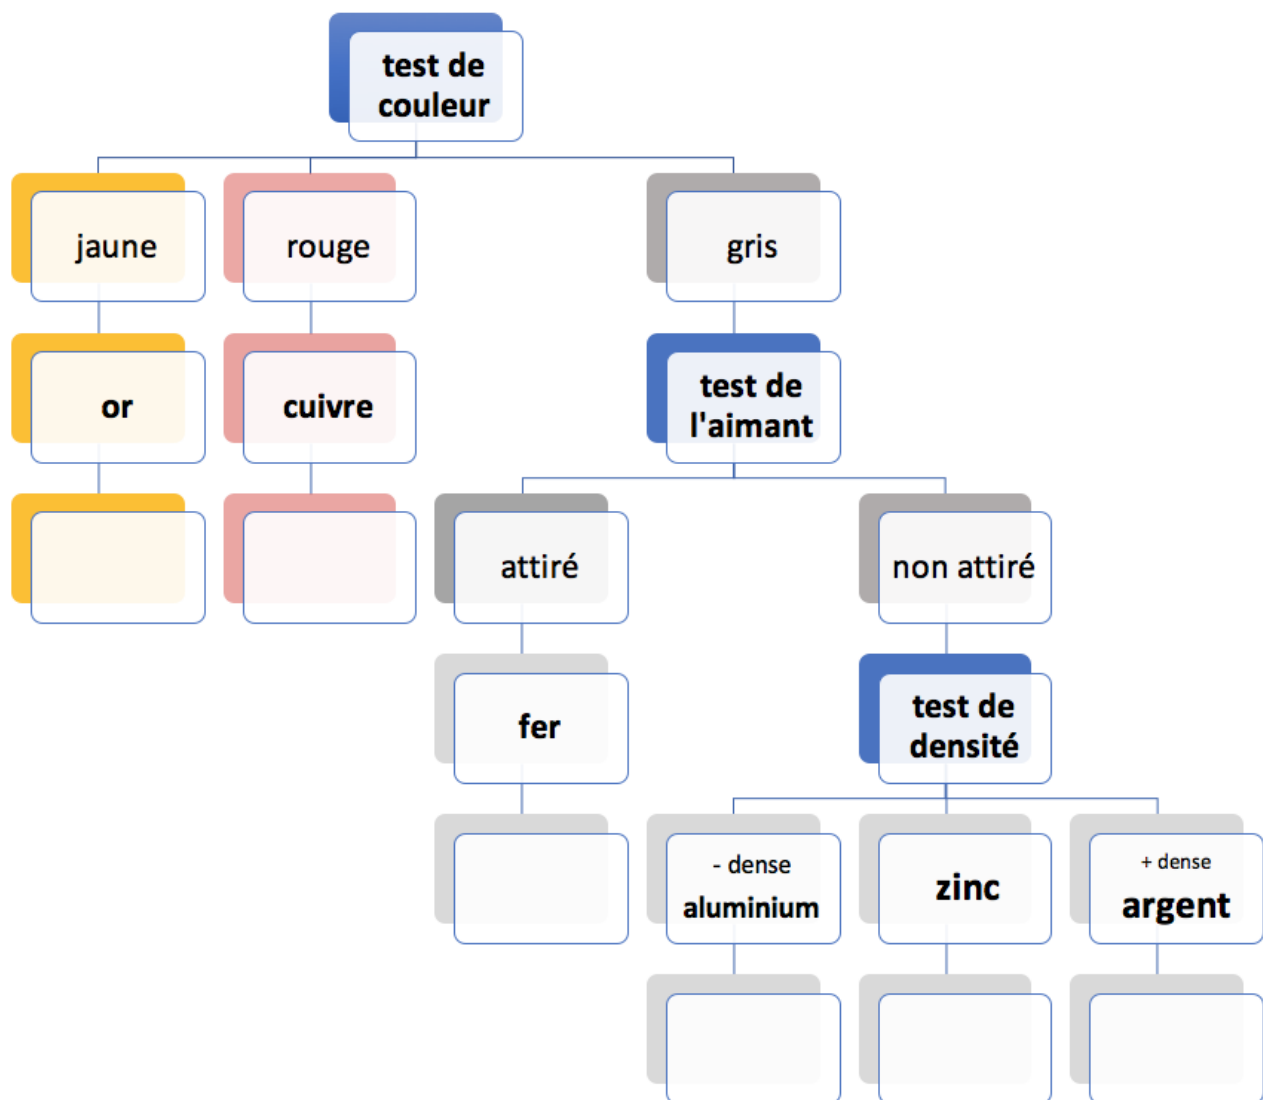 test de
couleur
jaune
rouge
gris
or
cuivre
test de
l'aimant
attiré
non attiré
fer
test de
densité
- dense
aluminium
zinc
+ dense
argent